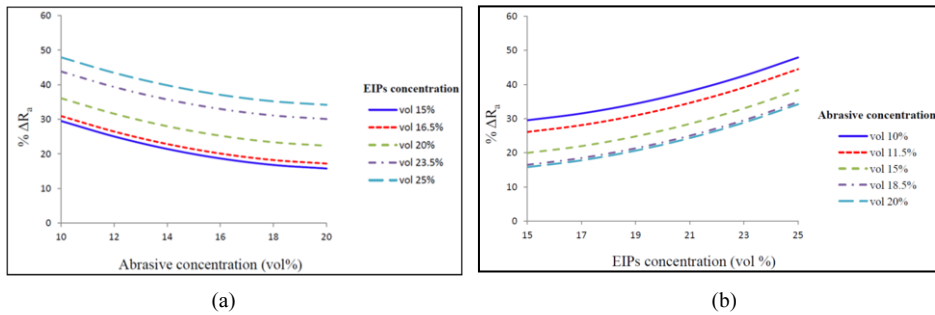 60
50
40
30
20
10
0
% ΔRₐ
10
12
14
16
18
20
Abrasive concentration (vol%)
EIPs concentration
vol 15%
vol 16.5%
vol 20%
vol 23.5%
vol 25%
(a)
60
50
40
30
20
10
0
% ΔRₐ
15
17
19
21
23
25
EIPs concentration (vol %)
Abrasive concentration
vol 10%
vol 11.5%
vol 15%
vol 18.5%
vol 20%
(b)